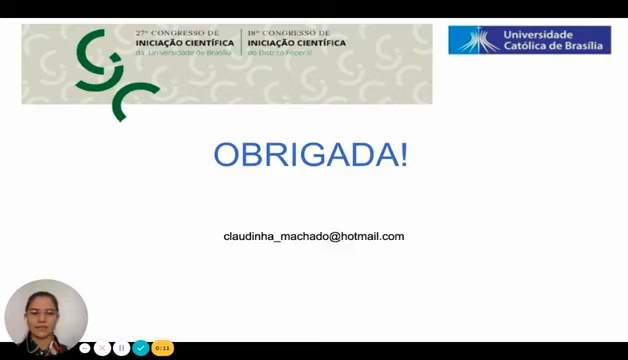 27º CONGRESSO DE
INICIAÇÃO CIENTÍFICA
da Universidade de Brasília
18º CONGRESSO DE
INICIAÇÃO CIENTÍFICA
do Distrito Federal
Universidade
Católica de Brasília
OBRIGADA!
claudinha_machado@hotmail.com
0:11